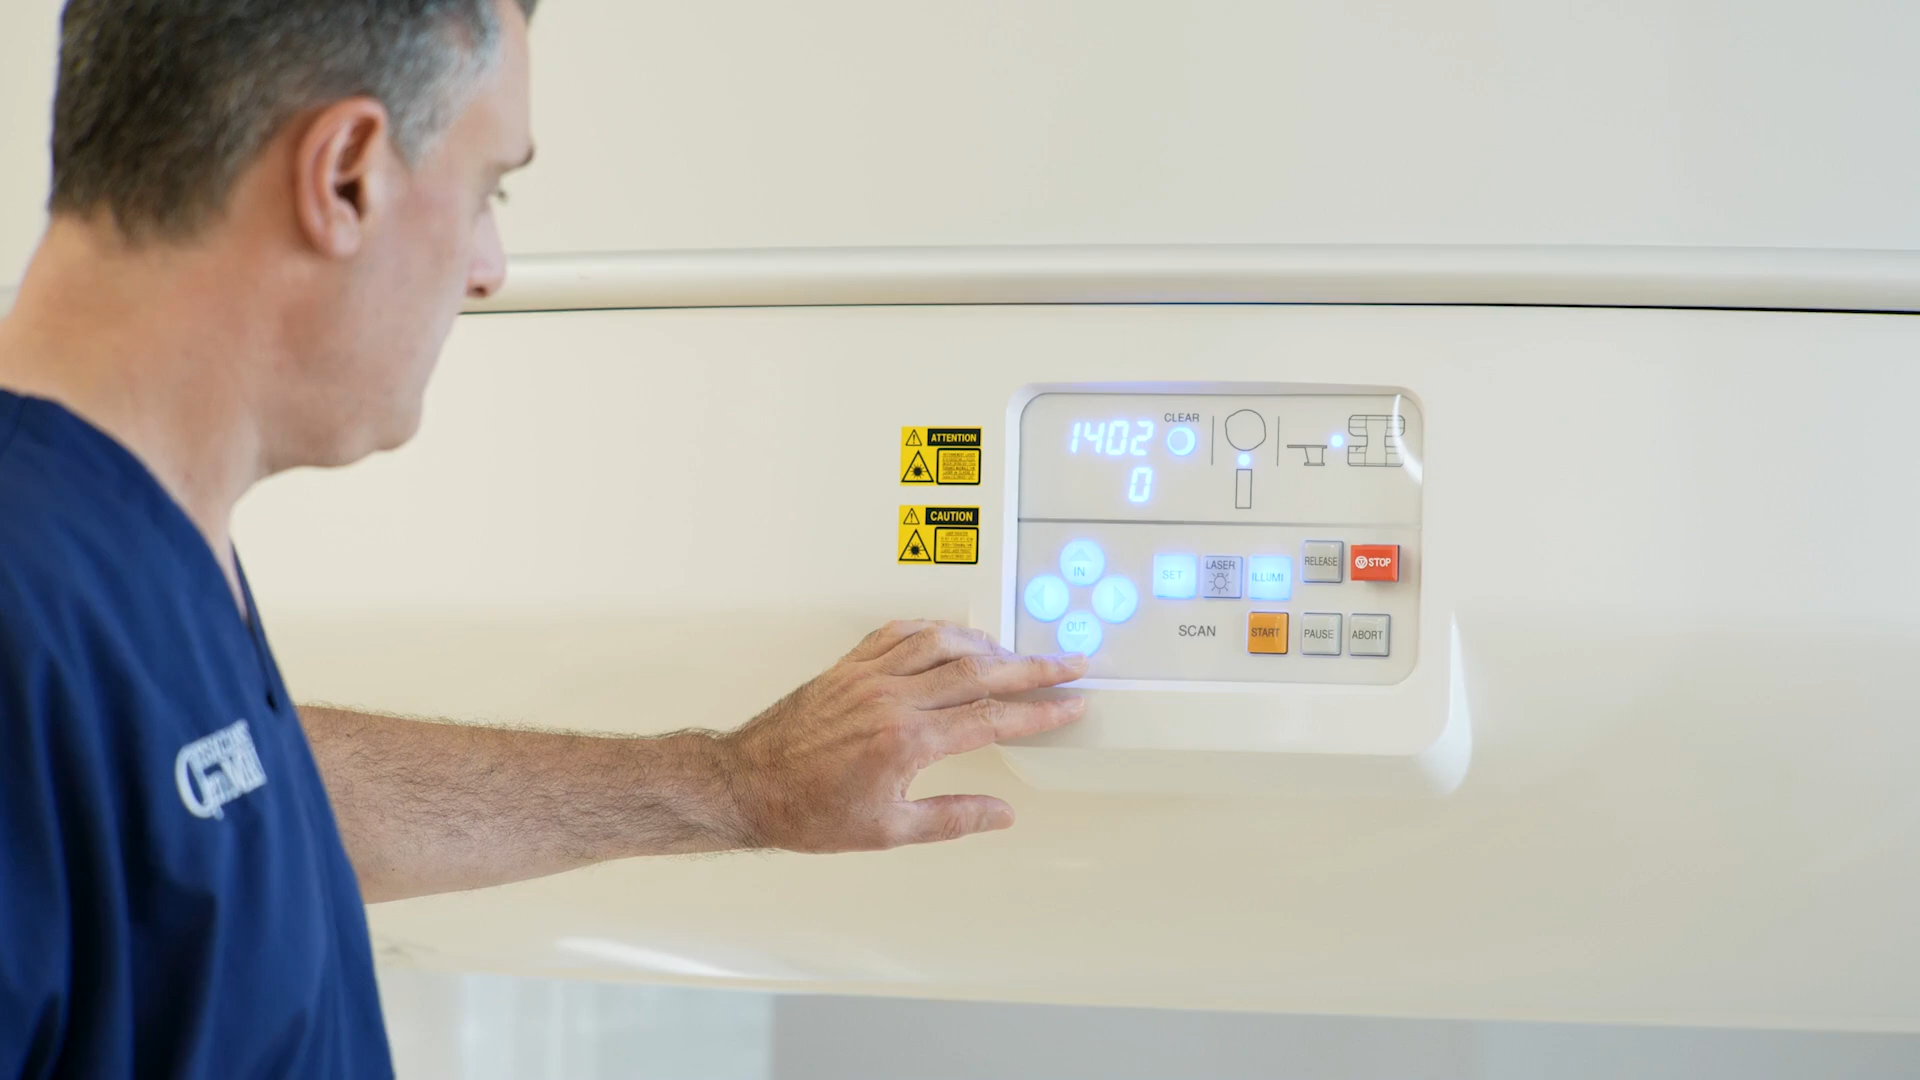 ATTENTION
CAUTION
1402
CLEAR
0
IN
OUT
SET
LASER
ILLUMI
RELEASE
STOP
SCAN
START
PAUSE
ABORT